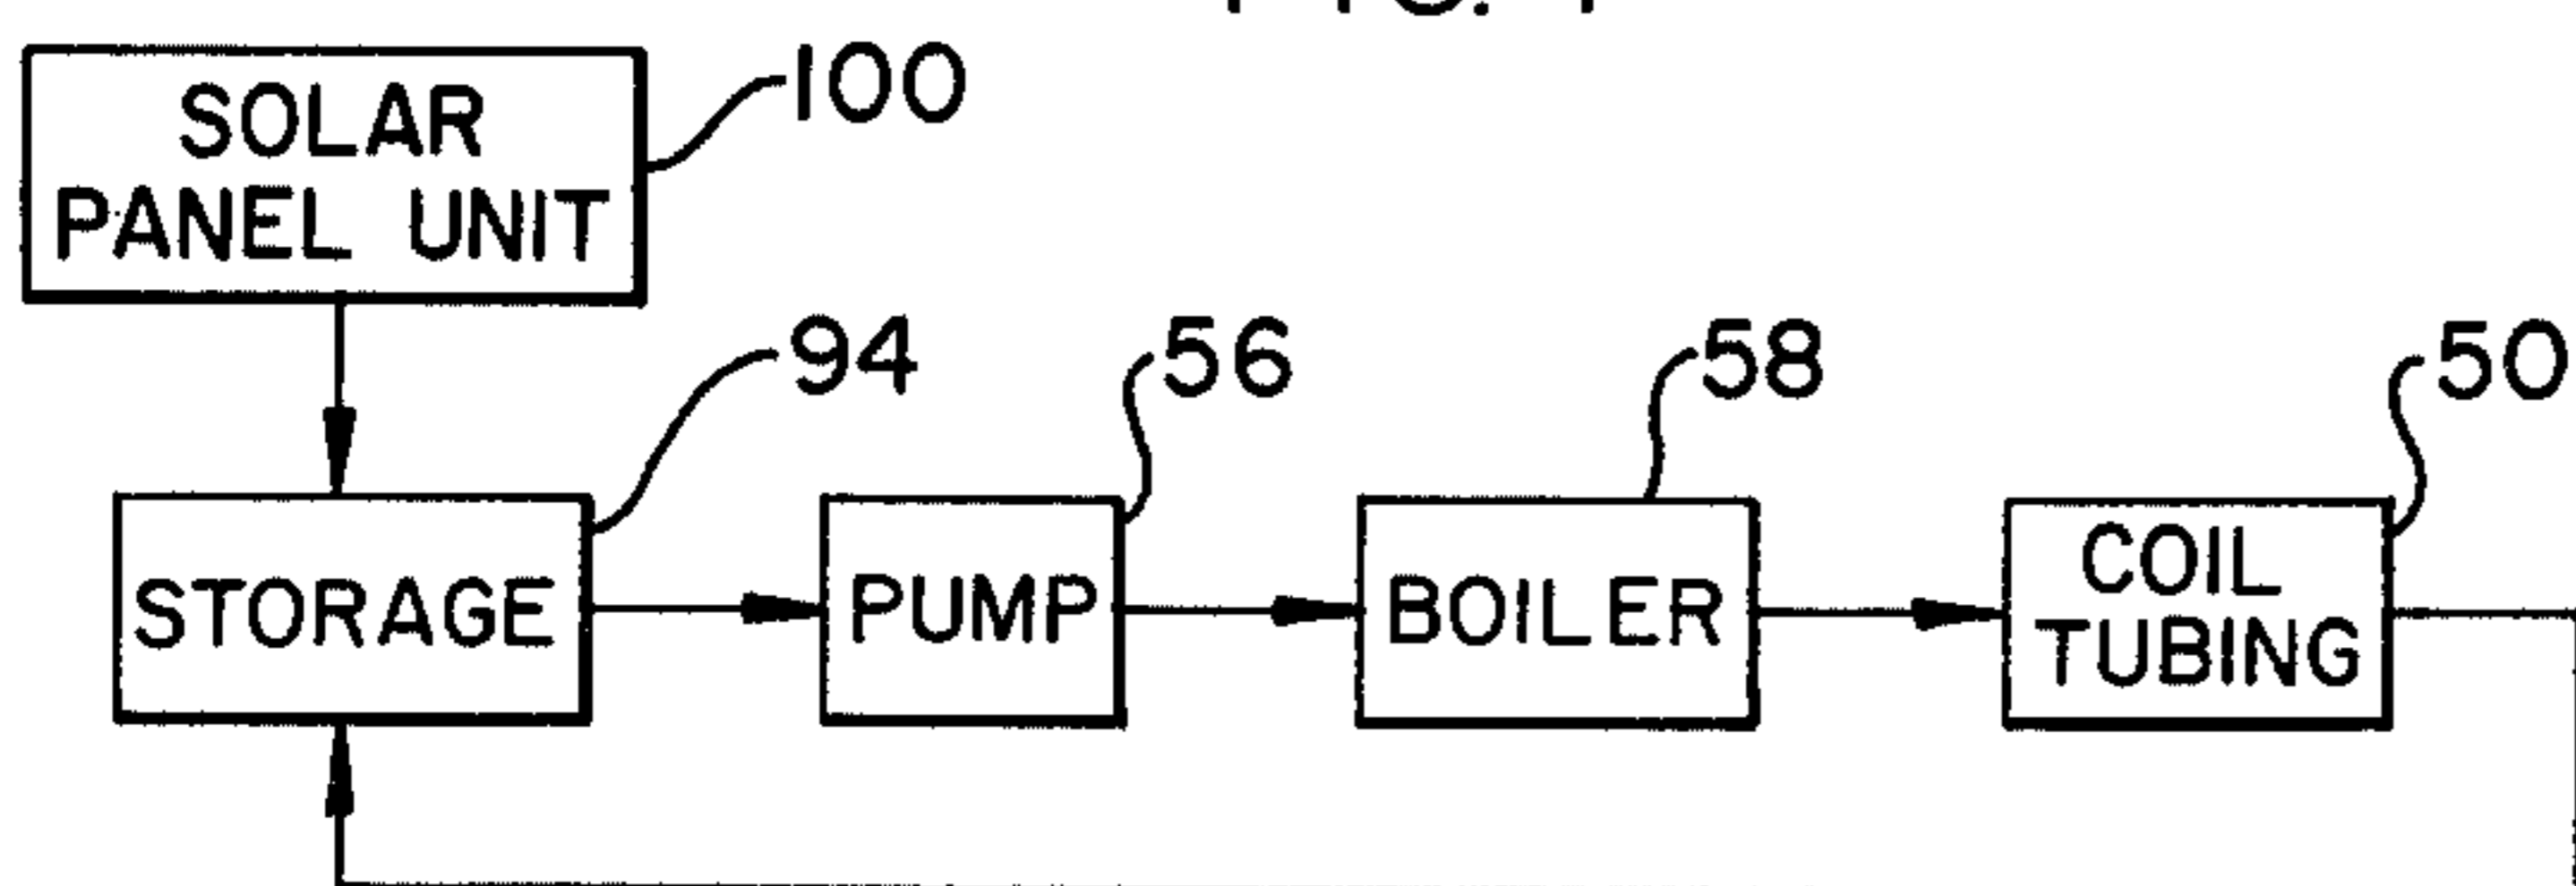 SOLAR
PANEL UNIT
100
94
56
58
50
STORAGE
PUMP
BOILER
COIL
TUBING